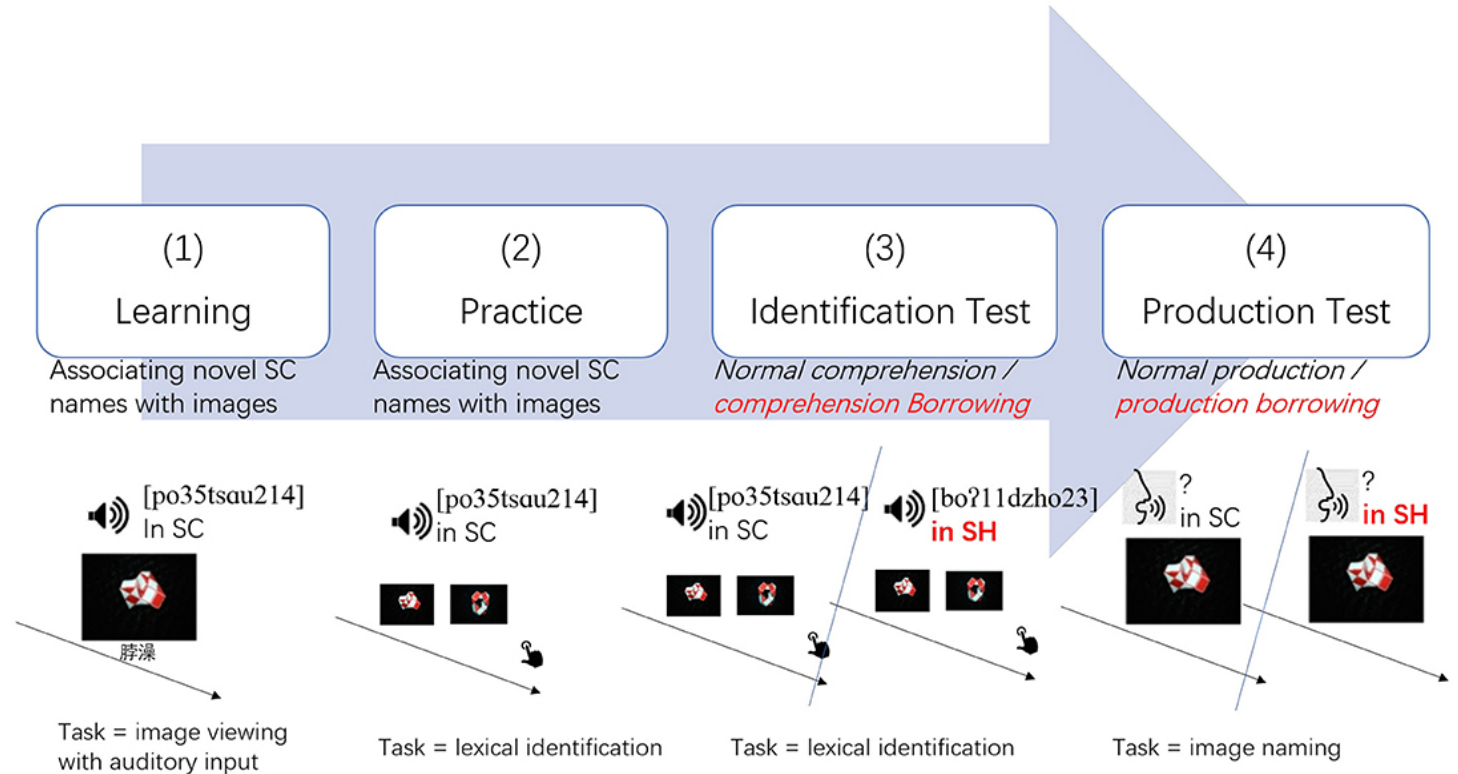 (1)
Learning
Associating novel SC
names with images
[po35tsɑu214]
In SC
脖澡
Task = image viewing
with auditory input
(2)
Practice
Associating novel SC
names with images
[po35tsɑu214]
in SC
Task = lexical identification
(3)
Identification Test
Normal comprehension /
comprehension Borrowing
[po35tsɑu214]
in SC
[boʔ11dzho23]
in SH
Task = lexical identification
(4)
Production Test
Normal production /
production borrowing
?
in SC
?
in SH
Task = image naming